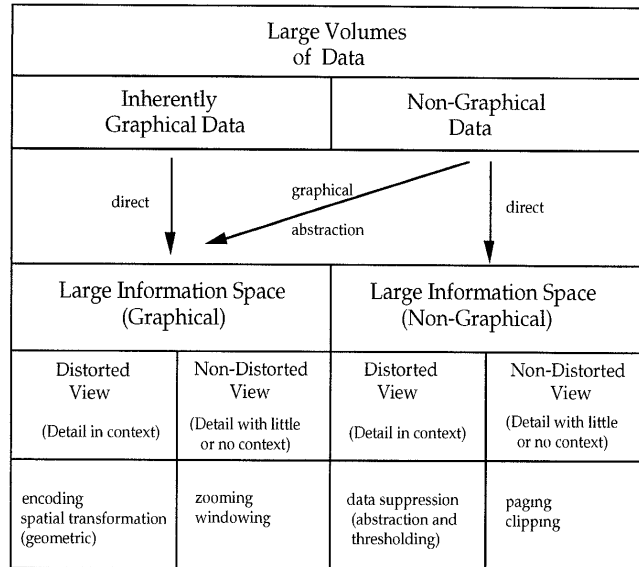 Large Volumes
of Data
Inherently
Graphical Data
Non-Graphical
Data
direct
graphical
abstraction
direct
Large Information Space
(Graphical)
Large Information Space
(Non-Graphical)
Distorted
View
(Detail in context)
Non-Distorted
View
(Detail with little
or no context)
Distorted
View
(Detail in context)
Non-Distorted
View
(Detail with little
or no context)
encoding
spatial transformation
(geometric)
zooming
windowing
data suppression
(abstraction and
thresholding)
paging
clipping